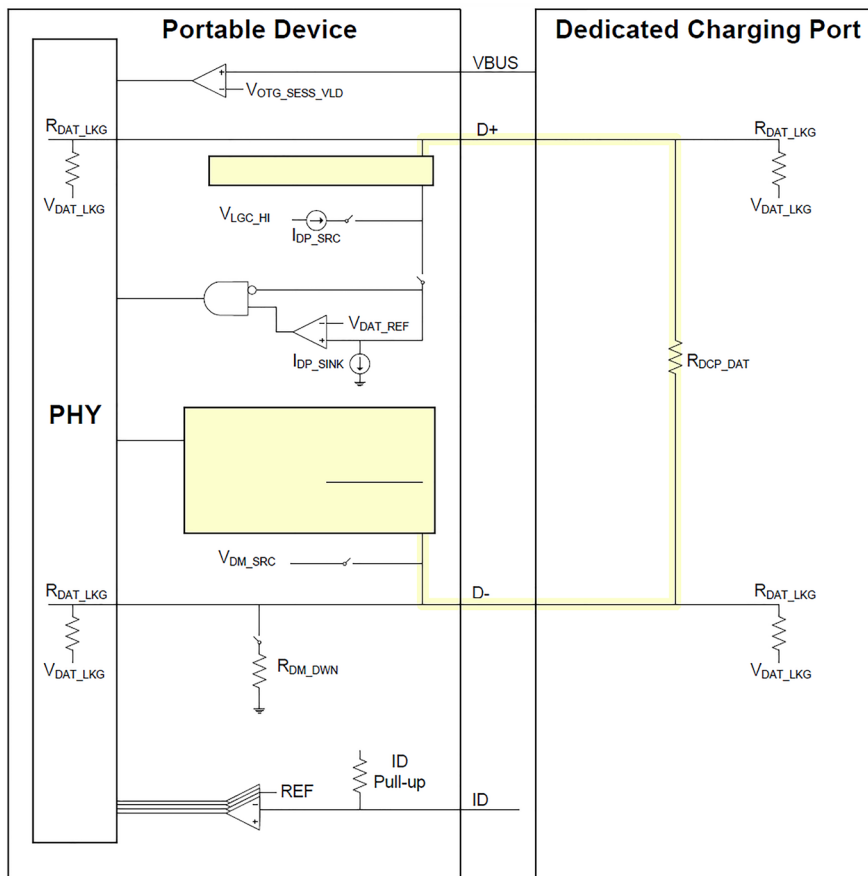 Portable Device
Dedicated Charging Port
VBUS
VOTG_SESS_VLD
RDAT_LKG
D+
RDAT_LKG
VDAT_LKG
VDAT_LKG
VLGC_HI
IDP_SRC
VDAT_REF
IDP_SINK
RDCP_DAT
PHY
VDM_SRC
RDAT_LKG
D-
RDAT_LKG
VDAT_LKG
RDM_DWN
VDAT_LKG
ID
Pull-up
REF
ID